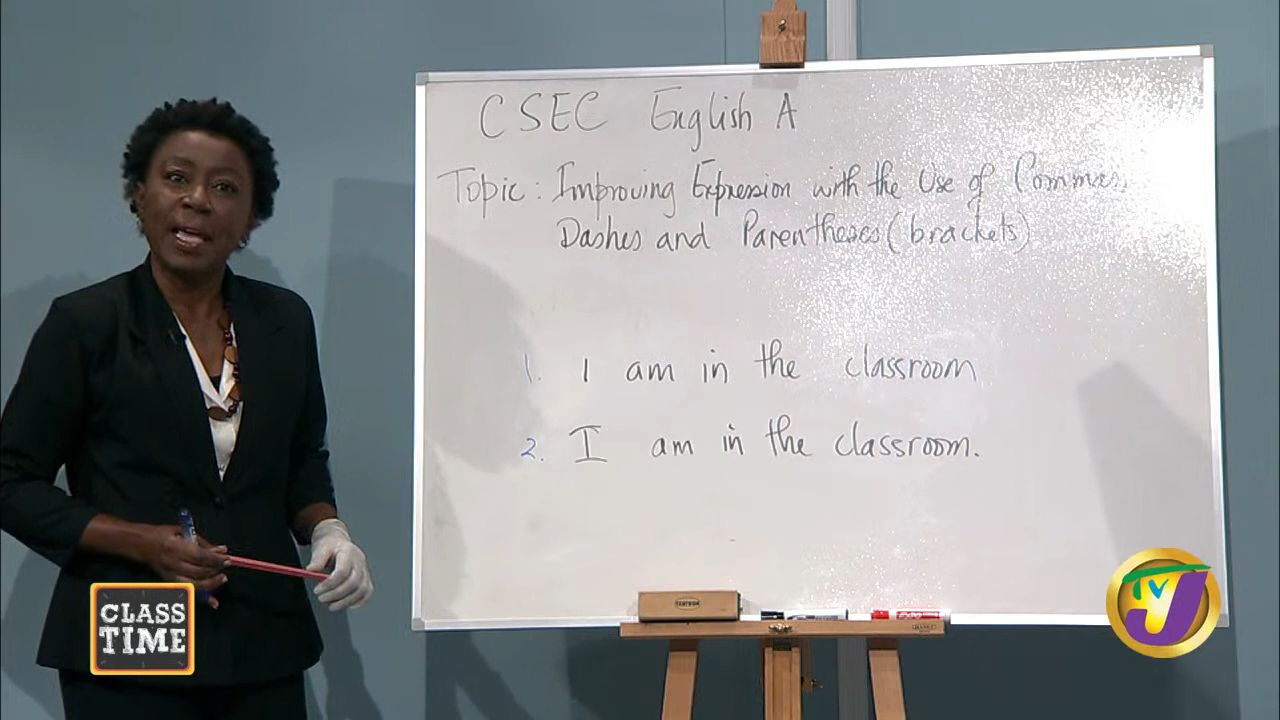 CSEC English A
Topic: Improving Expression with the Use of Commas,
Dashes and Parentheses (brackets)
1. I am in the classroom
2. I am in the classroom.
CLASS
TIME
TVJ